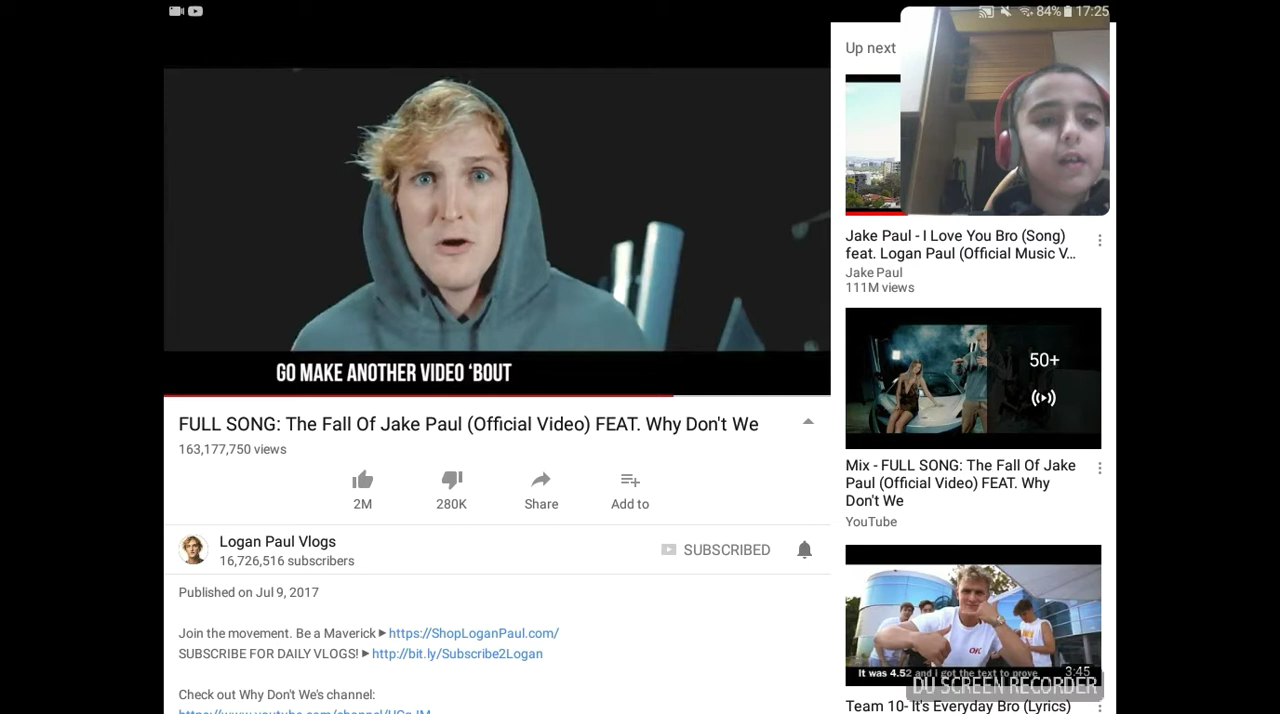 84% 17:25
Up next
GO MAKE ANOTHER VIDEO ‘BOUT
FULL SONG: The Fall Of Jake Paul (Official Video) FEAT. Why Don't We
163,177,750 views
2M
280K
Share
Add to
Logan Paul Vlogs
16,726,516 subscribers
SUBSCRIBED
Published on Jul 9, 2017
Join the movement. Be a Maverick ► https://ShopLoganPaul.com/
SUBSCRIBE FOR DAILY VLOGS! ► http://bit.ly/Subscribe2Logan
Check out Why Don't We's channel:
Jake Paul - I Love You Bro (Song)
feat. Logan Paul (Official Music V...
Jake Paul
111M views
50+
Mix - FULL SONG: The Fall Of Jake
Paul (Official Video) FEAT. Why
Don't We
YouTube
It was 4.52 and i got the text to prove
3:45
DU SCREEN RECORDER
Team 10- It's Everyday Bro (Lyrics)